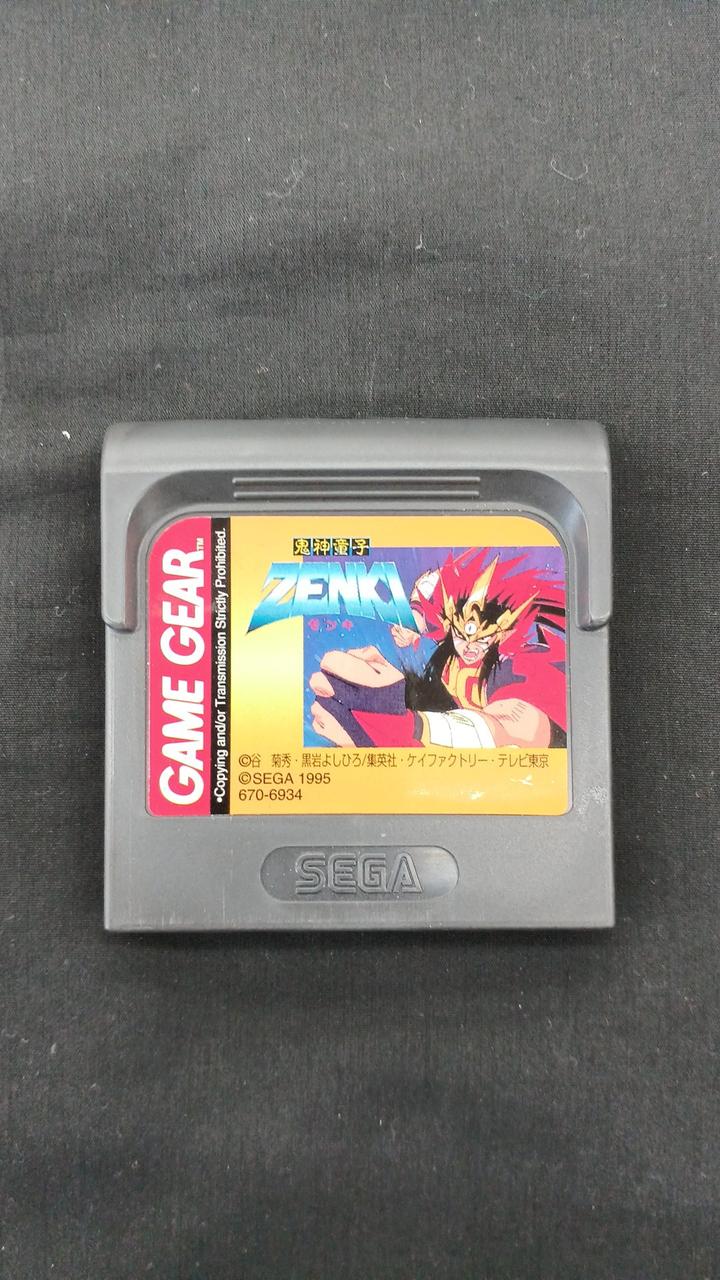 GAME GEAR™
•Copying and/or Transmission Strictly Prohibited.
鬼神童子
ZENKI
ゼンキ
©谷 菊秀・黒岩よしひろ/集英社・ケイファクトリー・テレビ東京
©SEGA 1995
670-6934
SEGA